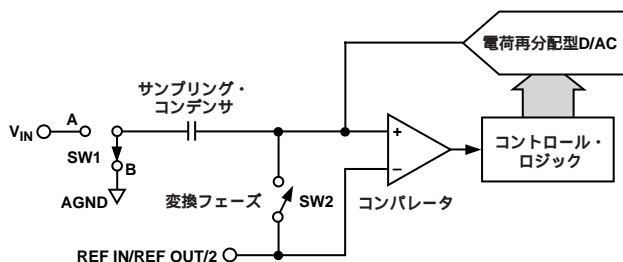 電荷再分配型D/AC
サンプリング・
コンデンサ
VIN
A
SW1
B
AGND
+
−
コントロール・
ロジック
変換フェーズ
SW2
コンパレータ
REF IN/REF OUT/2